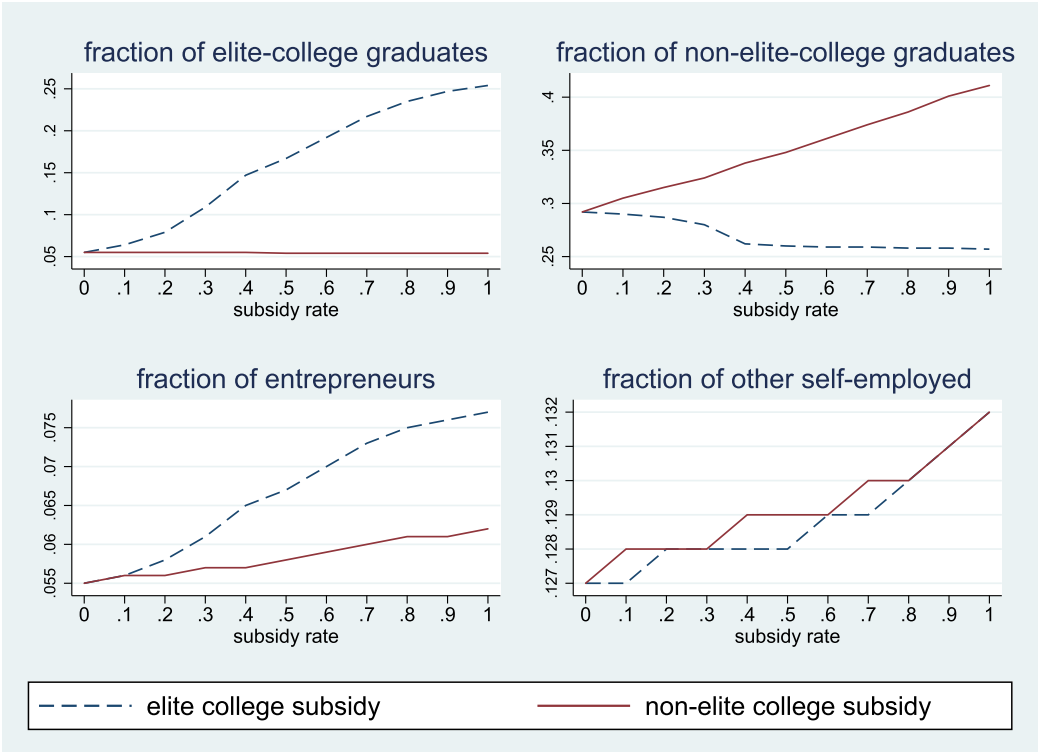 fraction of elite-college graduates
.25
.2
.15
.1
.05
0 .1 .2 .3 .4 .5 .6 .7 .8 .9 1
subsidy rate
fraction of non-elite-college graduates
.4
.35
.3
.25
0 .1 .2 .3 .4 .5 .6 .7 .8 .9 1
subsidy rate
fraction of entrepreneurs
.075
.07
.065
.06
.055
0 .1 .2 .3 .4 .5 .6 .7 .8 .9 1
subsidy rate
fraction of other self-employed
.132
.131
.13
.129
.128
.127
0 .1 .2 .3 .4 .5 .6 .7 .8 .9 1
subsidy rate
elite college subsidy
non-elite college subsidy